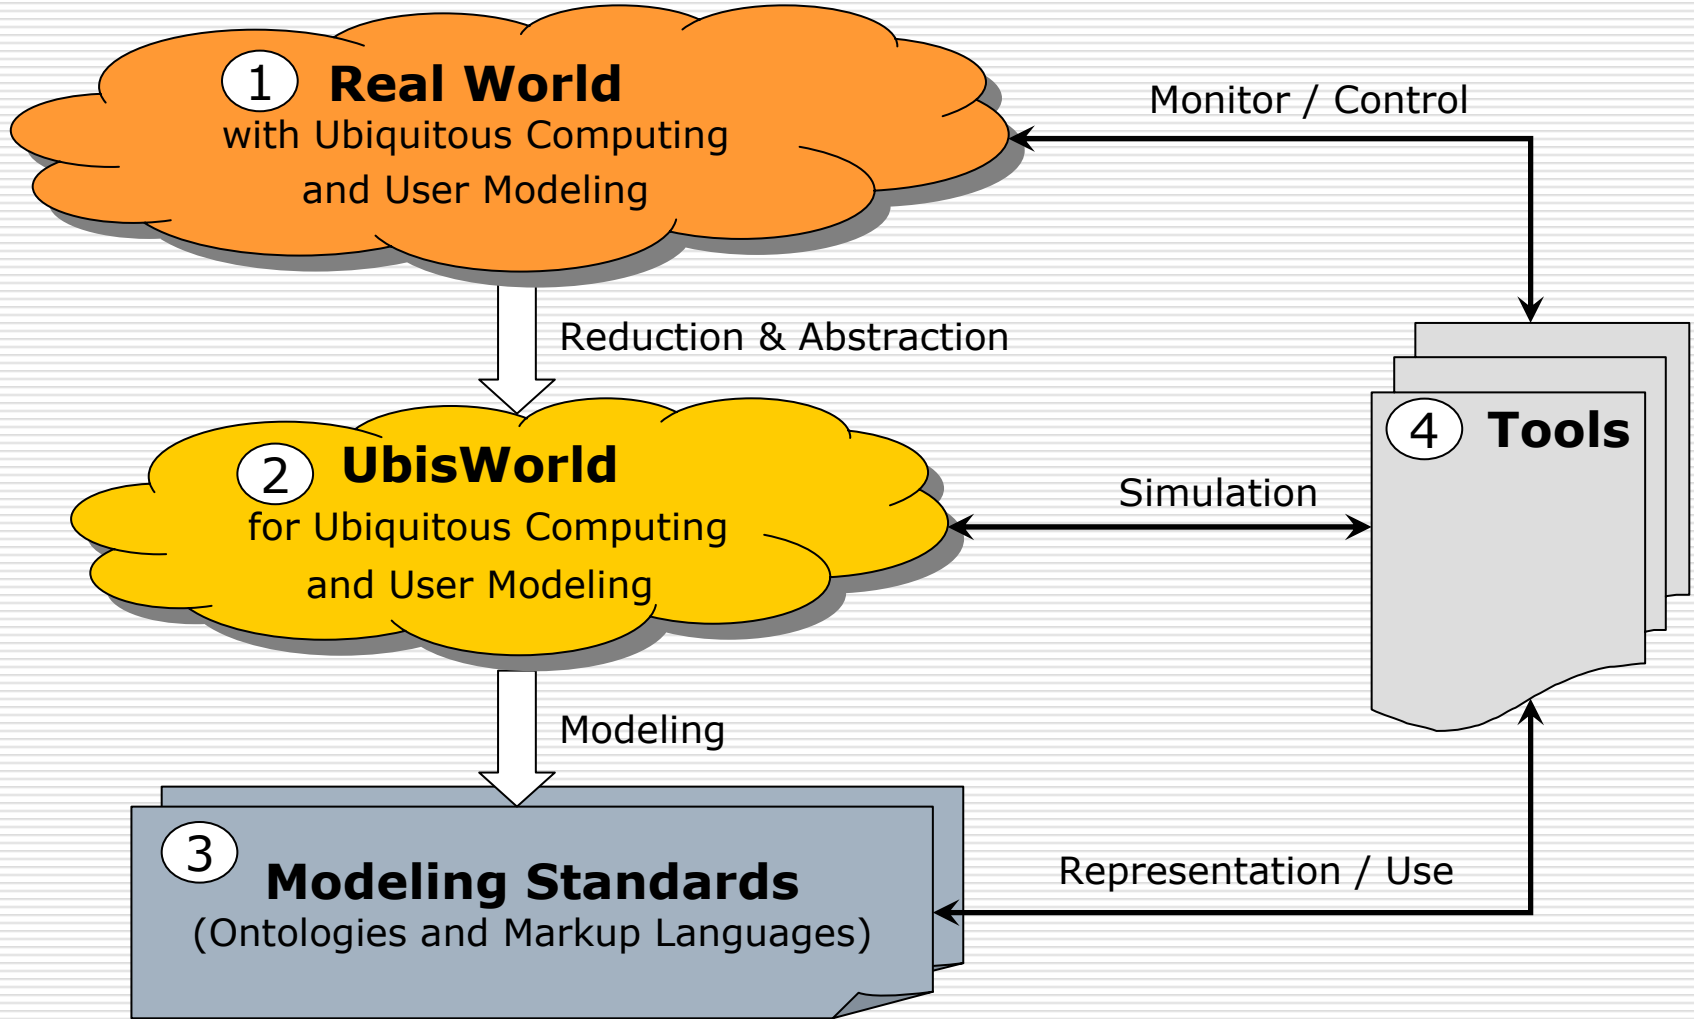 1 Real World
with Ubiquitous Computing
and User Modeling
Monitor / Control
Reduction & Abstraction
2 UbisWorld
for Ubiquitous Computing
and User Modeling
Simulation
4 Tools
Modeling
3 Modeling Standards
(Ontologies and Markup Languages)
Representation / Use